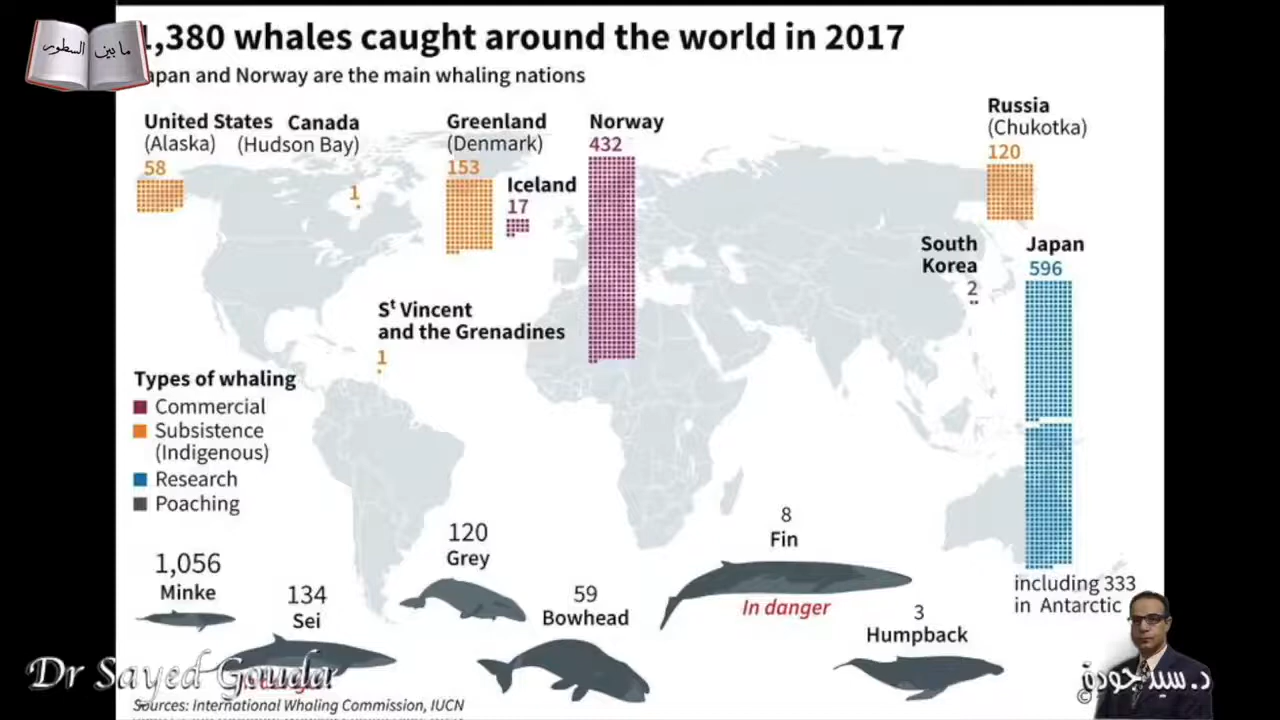 ما بين السطور
1,380 whales caught around the world in 2017
Japan and Norway are the main whaling nations
United States
(Alaska)
58
Canada
(Hudson Bay)
1
Greenland
(Denmark)
153
Iceland
17
Norway
432
Russia
(Chukotka)
120
South
Korea
2
Japan
596
including 333
in Antarctic
Sᵗ Vincent
and the Grenadines
1
Types of whaling
Commercial
Subsistence
(Indigenous)
Research
Poaching
1,056
Minke
134
Sei
120
Grey
59
Bowhead
8
Fin
In danger
3
Humpback
Dr Sayed Gouda
Sources: International Whaling Commission, IUCN
د. سيد جودة
©